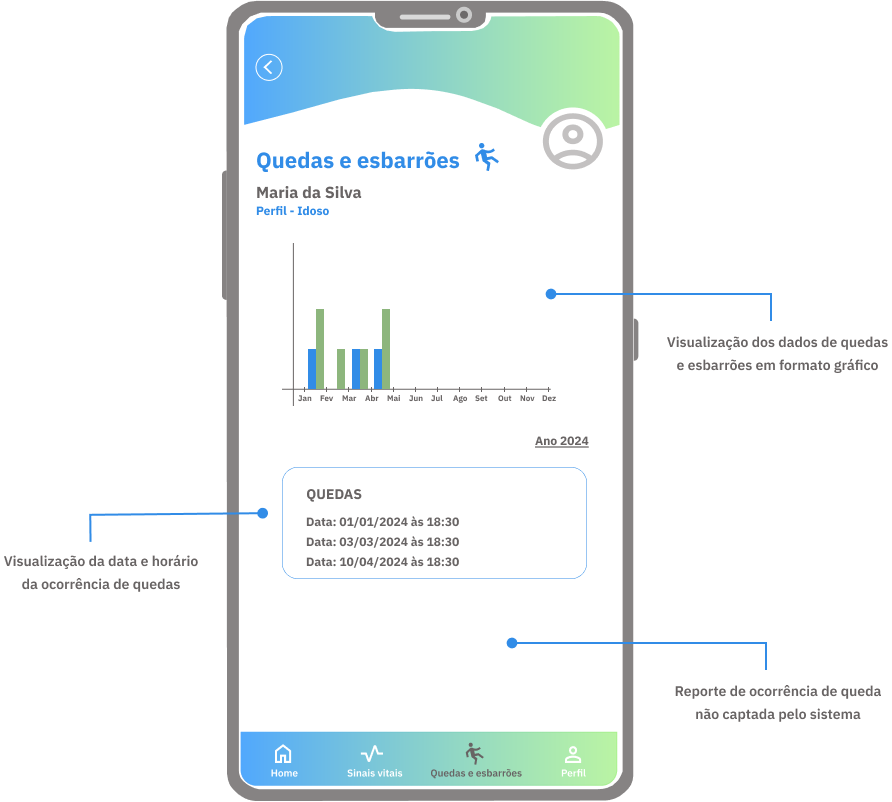 Quedas e esbarrões
Maria da Silva
Perfil - Idoso
Jan Fev Mar Abr Mai Jun Jul Ago Set Out Nov Dez
Visualização dos dados de quedas
e esbarrões em formato gráfico
Ano 2024
QUEDAS
Data: 01/01/2024 às 18:30
Data: 03/03/2024 às 18:30
Data: 10/04/2024 às 18:30
Visualização da data e horário
da ocorrência de quedas
Reporte de ocorrência de queda
não captada pelo sistema
Home Sinais vitais Quedas e esbarrões Perfil